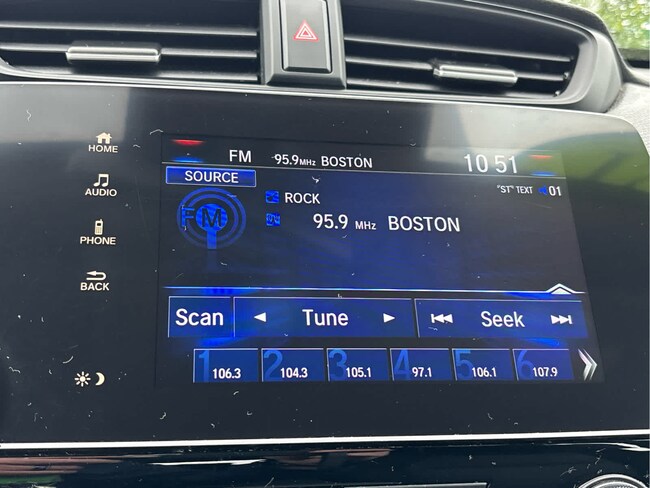 HOME
AUDIO
PHONE
BACK
FM 95.9MHz BOSTON 10 51
SOURCE
"ST" TEXT 01
FM
ROCK
95.9 MHz BOSTON
Scan Tune Seek
1 106.3 2 104.3 3 105.1 4 97.1 5 106.1 6 107.9